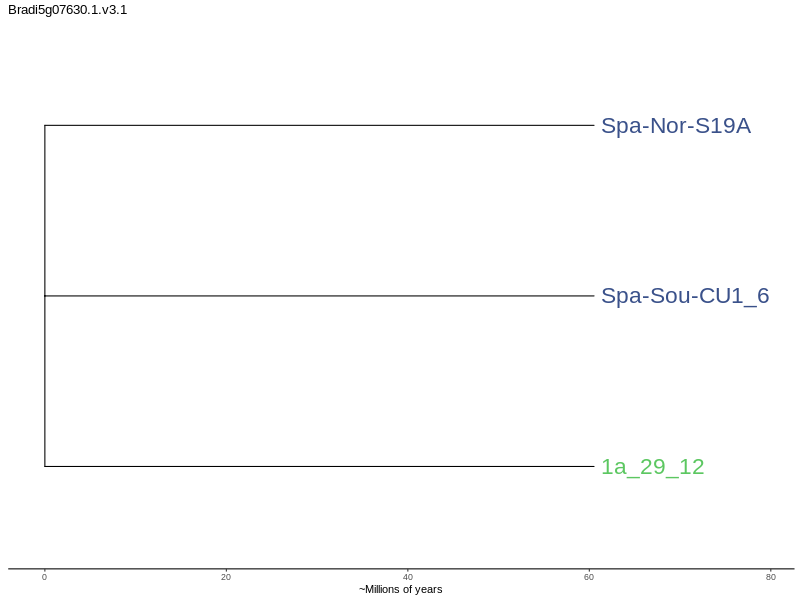 Bradi5g07630.1.v3.1
Spa-Nor-S19A
Spa-Sou-CU1_6
1a_29_12
0 20 40 60 80
~Millions of years